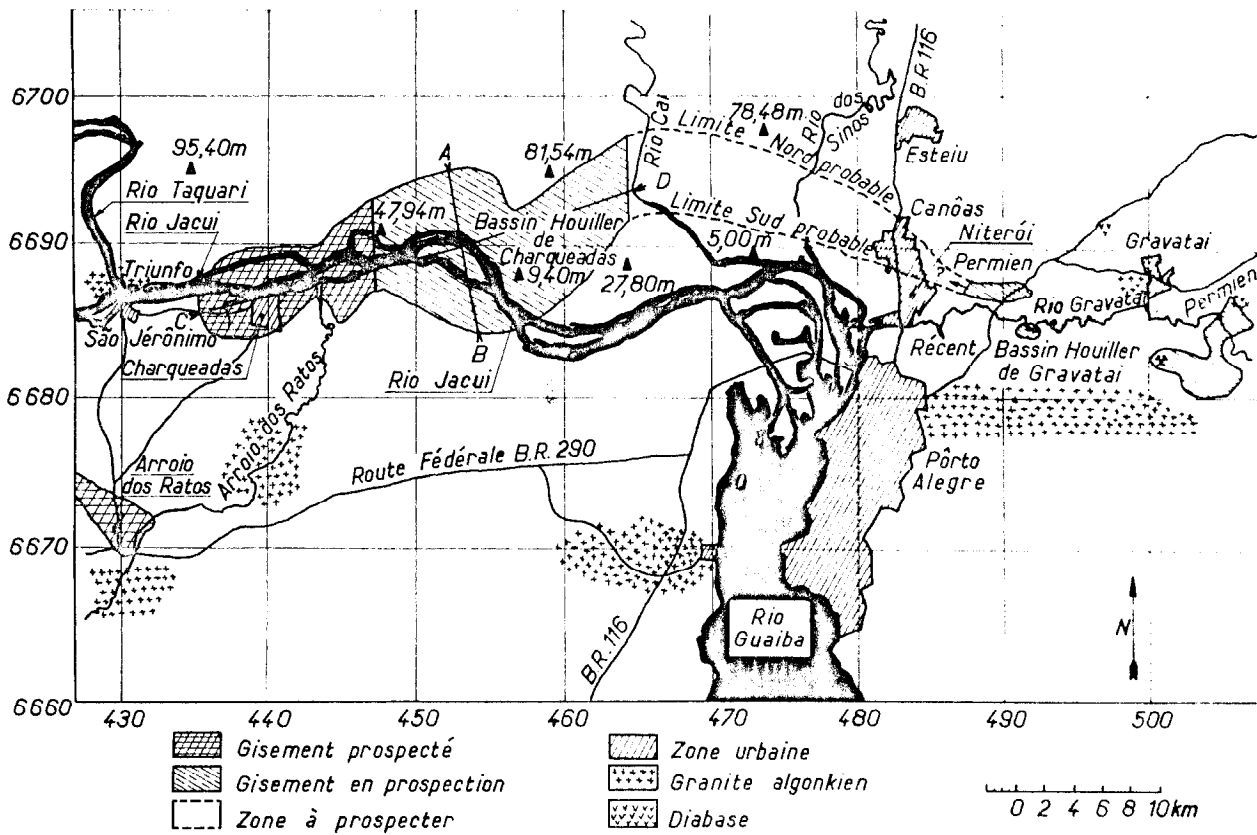 6700
6690
6680
6670
6660
430
440
450
460
470
480
490
500
95,40m
Rio Taquari
Rio Jacui
Triunfo
C
São Jérônimo
Charqueadas
A
B
47,94m
81,54m
Bassin Houiller
de
Charqueadas
9,40m
27,80m
Rio Jacui
Rio Cai
D
Limite Nord probable
Limite Sud probable
78,48m
5,00m
Rio dos
Sinos
B.R.116
Esteiu
Canôas
Niterói
Permien
Gravatai
Rio Gravatai
Permien
Récent
Bassin Houiller
de Gravatai
Pôrto
Alegre
Arroio
dos Ratos
Arroio dos Ratos
Route Fédérale B.R.290
B.R.116
Rio
Guaiba
N
Gisement prospecté
Gisement en prospection
Zone à prospecter
Zone urbaine
Granite algonkien
Diabase
0 2 4 6 8 10km